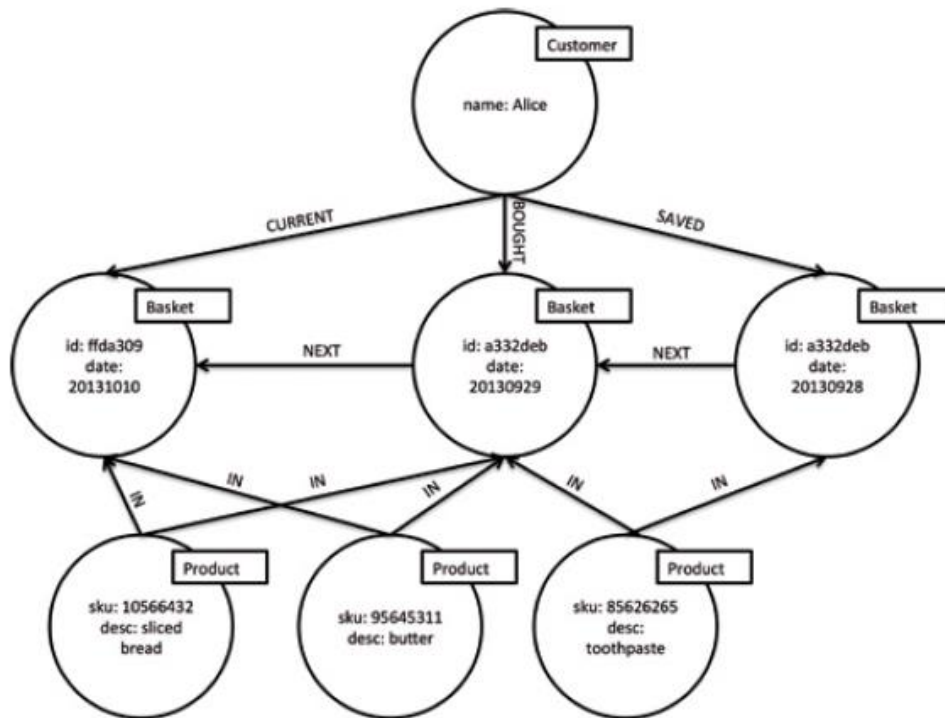 Customer
name: Alice
CURRENT
BOUGHT
SAVED
Basket
id: ffda309
date:
20131010
NEXT
Basket
id: a332deb
date:
20130929
NEXT
Basket
id: a332deb
date:
20130928
IN
IN
IN
IN
IN
IN
Product
sku: 10566432
desc: sliced
bread
Product
sku: 95645311
desc: butter
Product
sku: 85626265
desc:
toothpaste